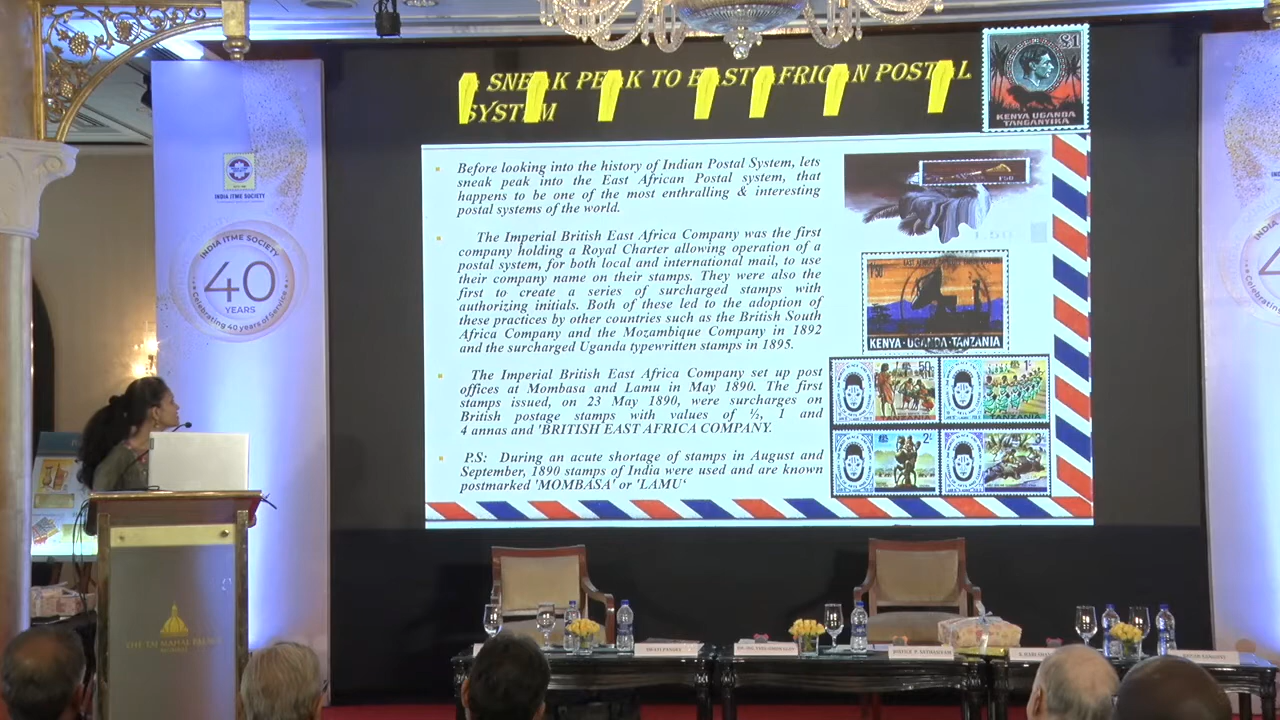 A SNEAK PEAK TO EAST AFRICAN POSTAL
SYSTEM
£1
KENYA UGANDA
TANGANYIKA
Before looking into the history of Indian Postal System, lets
sneak peak into the East African Postal system, that
happens to be one of the most enthralling & interesting
postal systems of the world.
The Imperial British East Africa Company was the first
company holding a Royal Charter allowing operation of a
postal system, for both local and international mail, to use
their company name on their stamps. They were also the
first to create a series of surcharged stamps with
authorizing initials. Both of these led to the adoption of
these practices by other countries such as the British South
Africa Company and the Mozambique Company in 1892
and the surcharged Uganda typewritten stamps in 1895.
The Imperial British East Africa Company set up post
offices at Mombasa and Lamu in May 1890. The first
stamps issued, on 23 May 1890, were surcharges on
British postage stamps with values of ½, 1 and
4 annas and 'BRITISH EAST AFRICA COMPANY.
P.S: During an acute shortage of stamps in August and
September, 1890 stamps of India were used and are known
postmarked 'MOMBASA' or 'LAMU'
1.50
KENYA·UGANDA·TANZANIA
TANZANIA
INDIA ITME SOCIETY
INDIA ITME SOCIETY
40
YEARS
Celebrating 40 years of Service
THE TAJ MAHAL PALACE
MUMBAI